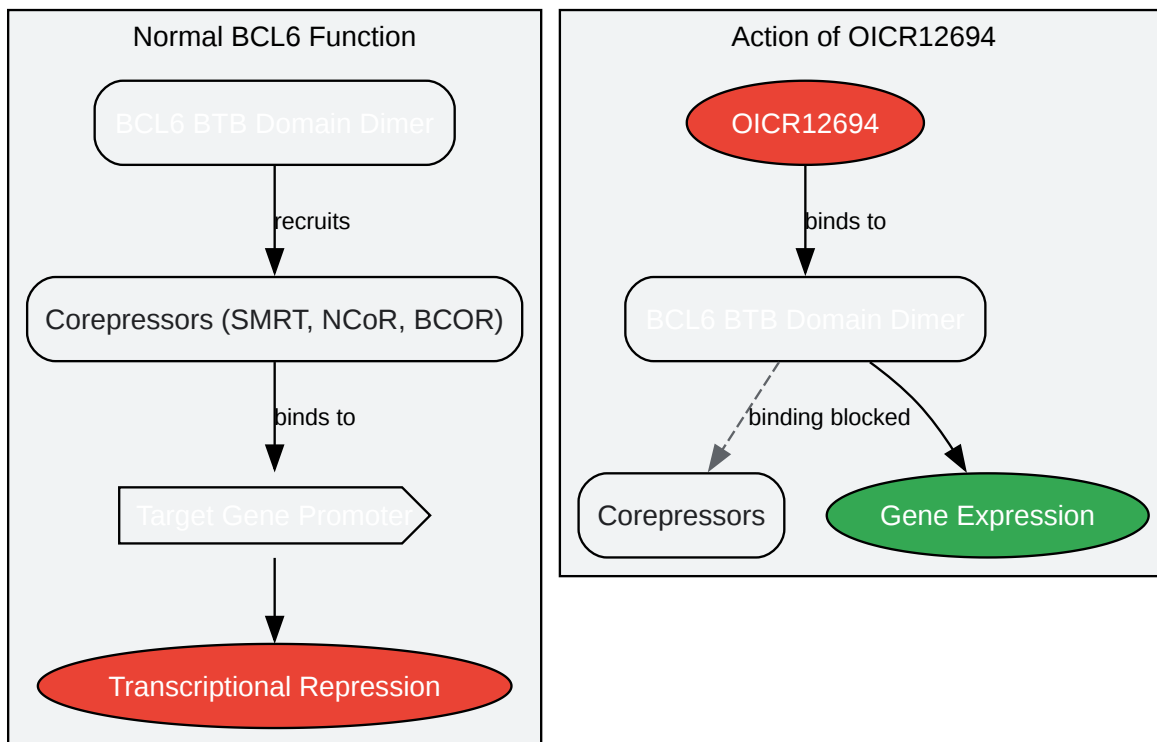 Normal BCL6 Function
BCL6 BTB Domain Dimer
recruits
Corepressors (SMRT, NCoR, BCOR)
binds to
Target Gene Promoter
Transcriptional Repression
Action of OICR12694
OICR12694
binds to
BCL6 BTB Domain Dimer
binding blocked
Corepressors
Gene Expression